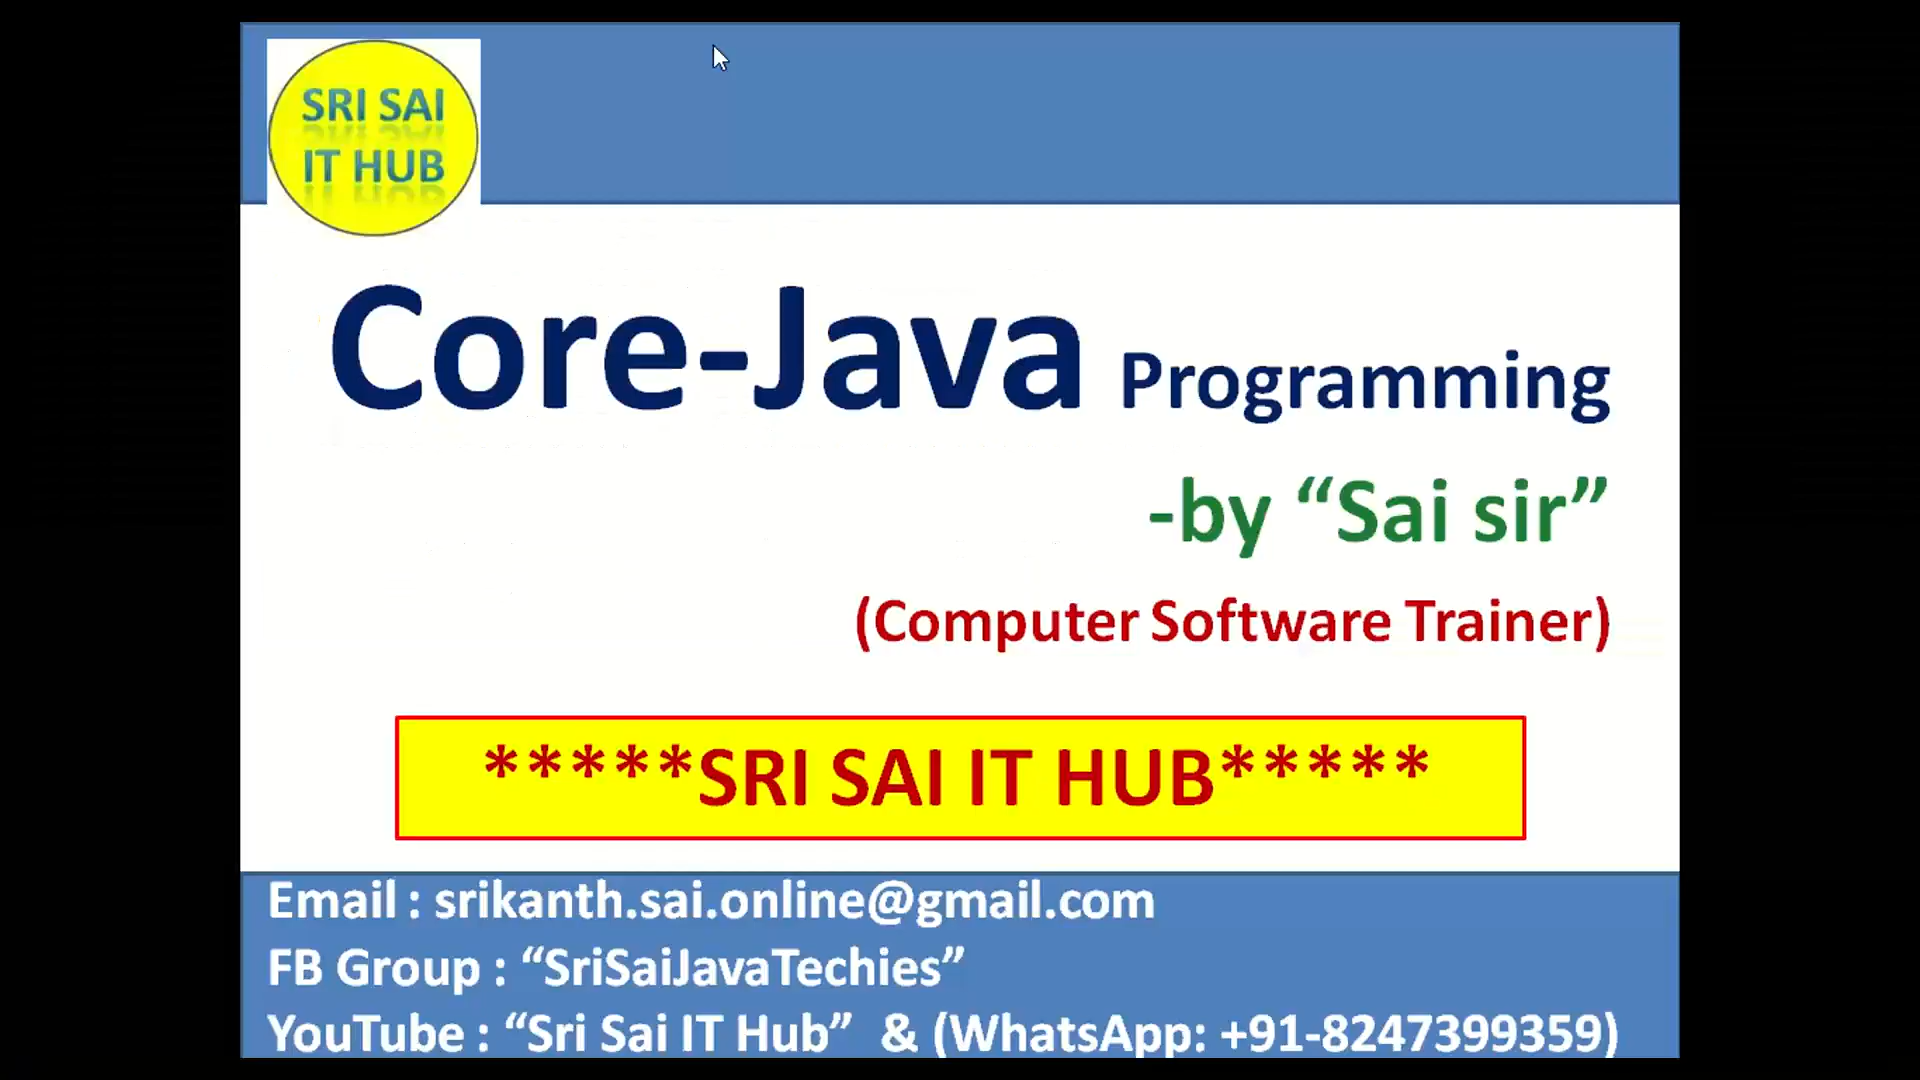 SRI SAI
IT HUB
Core-Java Programming
-by “Sai sir”
(Computer Software Trainer)
*****SRI SAI IT HUB*****
Email : srikanth.sai.online@gmail.com
FB Group : “SriSaiJavaTechies”
YouTube : “Sri Sai IT Hub” & (WhatsApp: +91-8247399359)